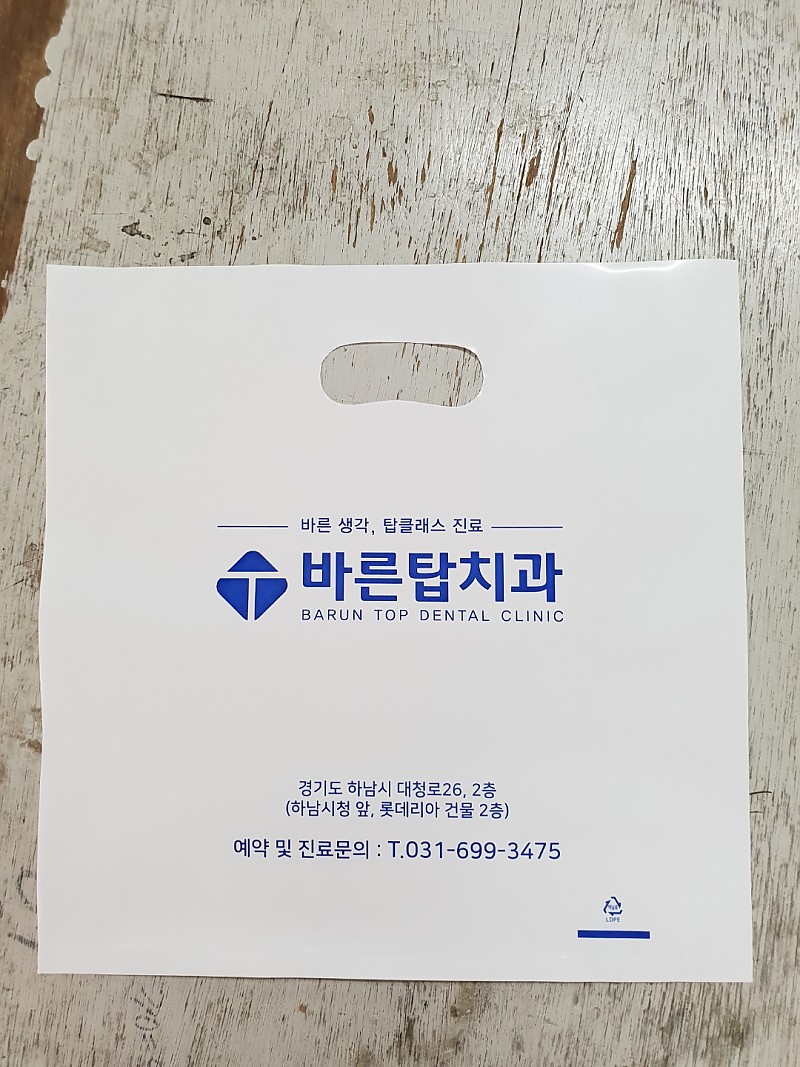 바른 생각, 탑클래스 진료
바른탑치과
BARUN TOP DENTAL CLINIC
경기도 하남시 대청로26, 2층
(하남시청 앞, 롯데리아 건물 2층)
예약 및 진료문의 : T.031-699-3475
LDPE